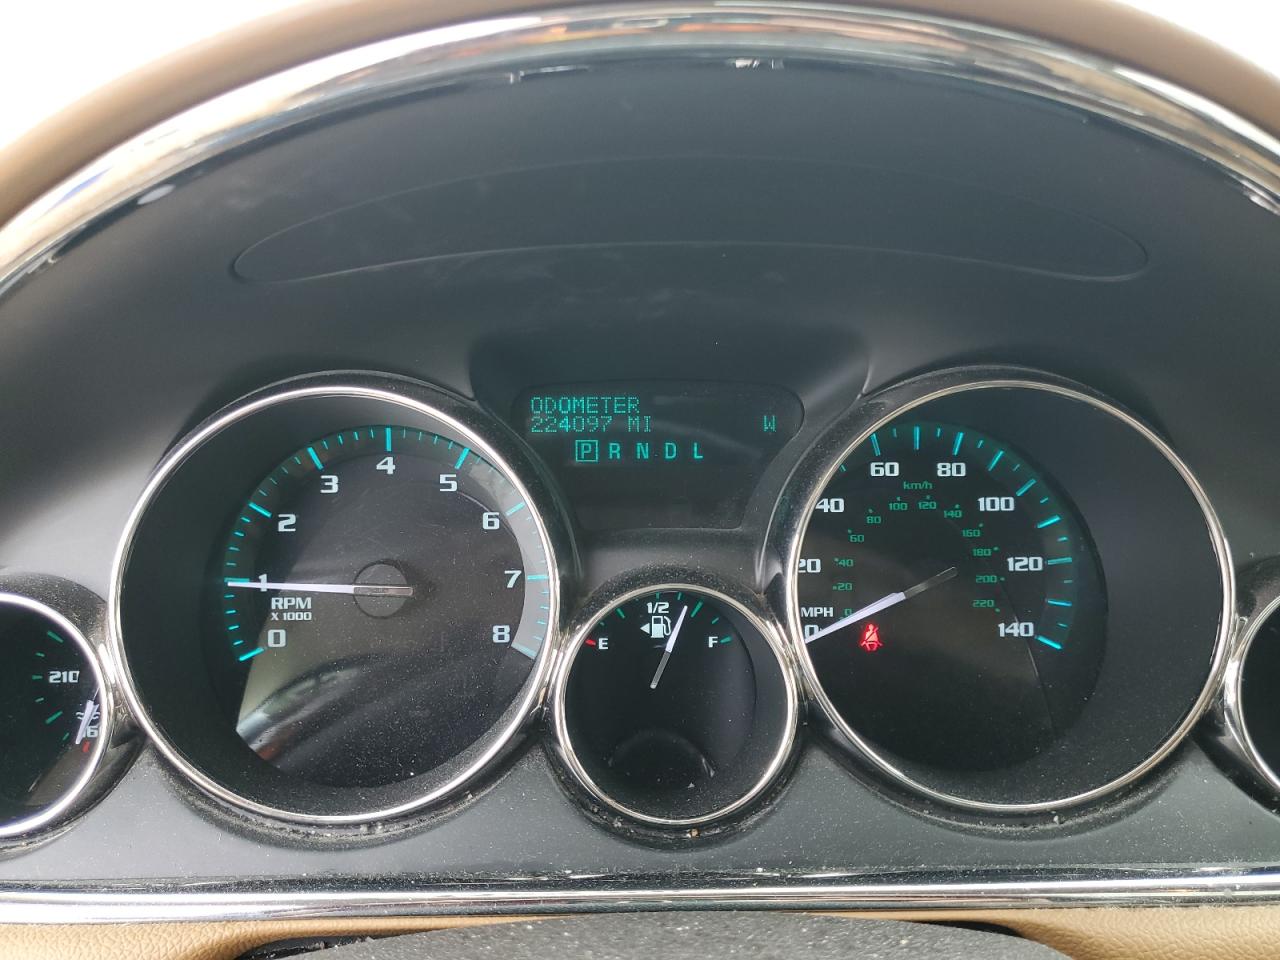 ODOMETER
224097 MI W
P R N D L
0 1 2 3 4 5 6 7 8
RPM
X 1000
E 1/2 F
MPH
0 20 40 60 80 100 120 140
km/h
0 20 40 60 80 100 120 140 160 180 200 220
210